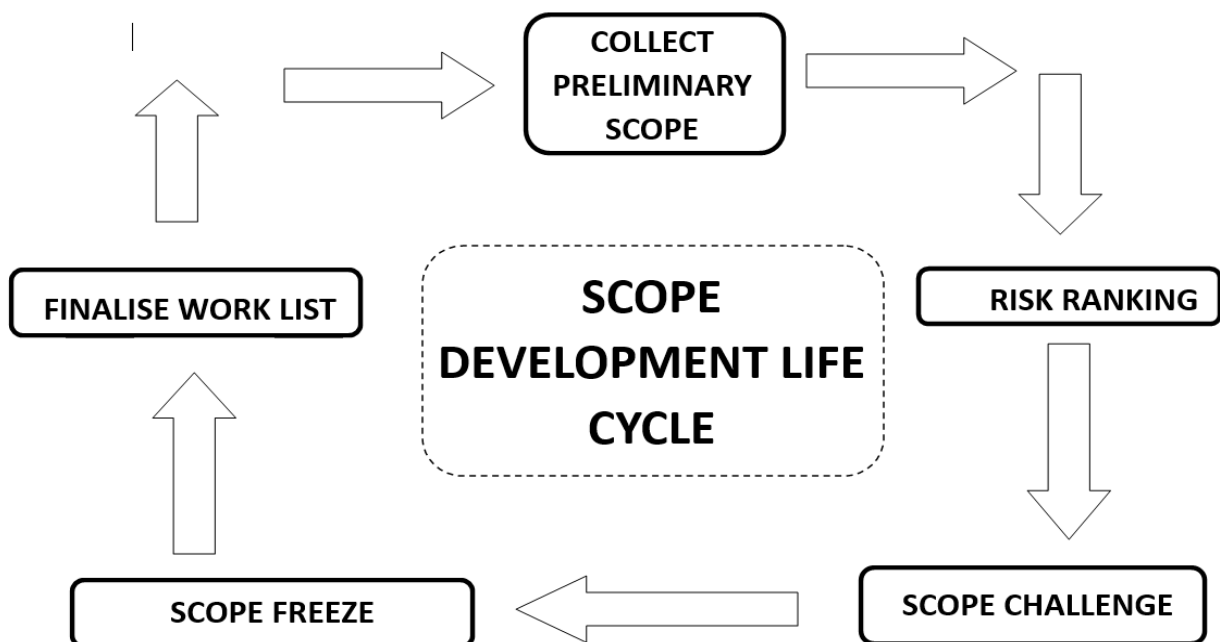 COLLECT
PRELIMINARY
SCOPE
FINALISE WORK LIST
SCOPE
DEVELOPMENT LIFE
CYCLE
RISK RANKING
SCOPE FREEZE
SCOPE CHALLENGE